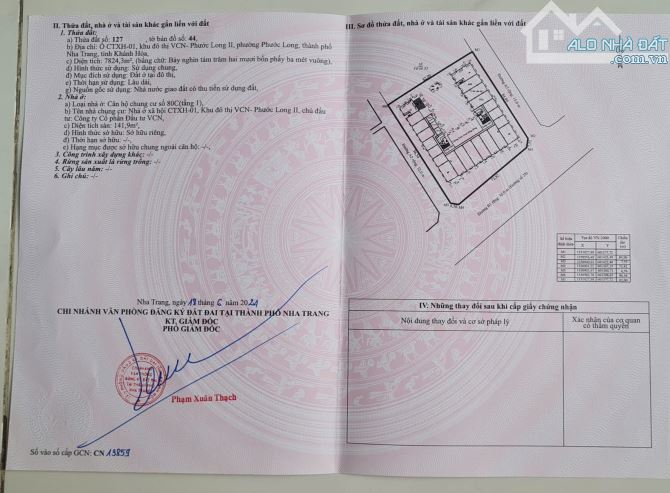 ALO NHÀ ĐẤT
II. Thửa đất, nhà ở và tài sản khác gắn liền với đất
1. Thửa đất:
a) Thửa đất số: 127 , tờ bản đồ số: 44,
b) Địa chỉ: Ô CTXH-01, khu đô thị VCN- Phước Long II, phường Phước Long, thành phố
Nha Trang, tỉnh Khánh Hòa,
c) Diện tích: 7824,3m², (bằng chữ: Bảy nghìn tám trăm hai mươi bốn phẩy ba mét vuông),
d) Hình thức sử dụng: Sử dụng chung,
đ) Mục đích sử dụng: Đất ở tại đô thị,
e) Thời hạn sử dụng: Lâu dài,
g) Nguồn gốc sử dụng: Nhà nước giao đất có thu tiền sử dụng đất.
2. Nhà ở:
a) Loại nhà ở: Căn hộ chung cư số 80C(tầng 1),
b) Tên nhà chung cư: Nhà ở xã hội CTXH-01, Khu đô thị VCN- Phước Long II, chủ đầu
tư: Công ty Cổ phần Đầu tư VCN,
c) Diện tích sàn: 141,9m²,
d) Hình thức sở hữu: Sở hữu riêng,
đ) Thời hạn sở hữu: -/-,
e) Hạng mục được sở hữu chung ngoài căn hộ: -/-.
3. Công trình xây dựng khác: -/-
4. Rừng sản xuất là rừng trồng: -/-
5. Cây lâu năm: -/-
6. Ghi chú: -/-
Nha Trang, ngày 18 tháng 6 năm 2021
CHI NHÁNH VĂN PHÒNG ĐĂNG KÝ ĐẤT ĐAI TẠI THÀNH PHỐ NHA TRANG
KT. GIÁM ĐỐC
PHÓ GIÁM ĐỐC
Phạm Xuân Thạch
Số vào sổ cấp GCN: CN 13859
III. Sơ đồ thửa đất, nhà ở và tài sản khác gắn liền với đất
IV. Những thay đổi sau khi cấp giấy chứng nhận
Nội dung thay đổi và cơ sở pháp lý
Xác nhận của cơ quan
có thẩm quyền